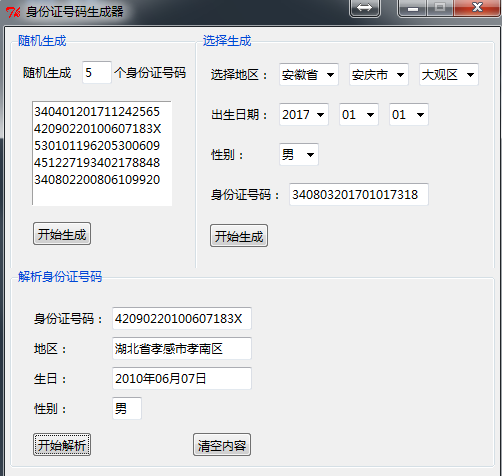 身份证号码生成器
随机生成
随机生成 5 个身份证号码
340401201711242565
42090220100607183X
530101196205300609
451227193402178848
340802200806109920
开始生成
选择生成
选择地区： 安徽省 安庆市 大观区
出生日期： 2017 01 01
性别： 男
身份证号码： 340803201701017318
开始生成
解析身份证号码
身份证号码： 42090220100607183X
地区： 湖北省孝感市孝南区
生日： 2010年06月07日
性别： 男
开始解析 清空内容